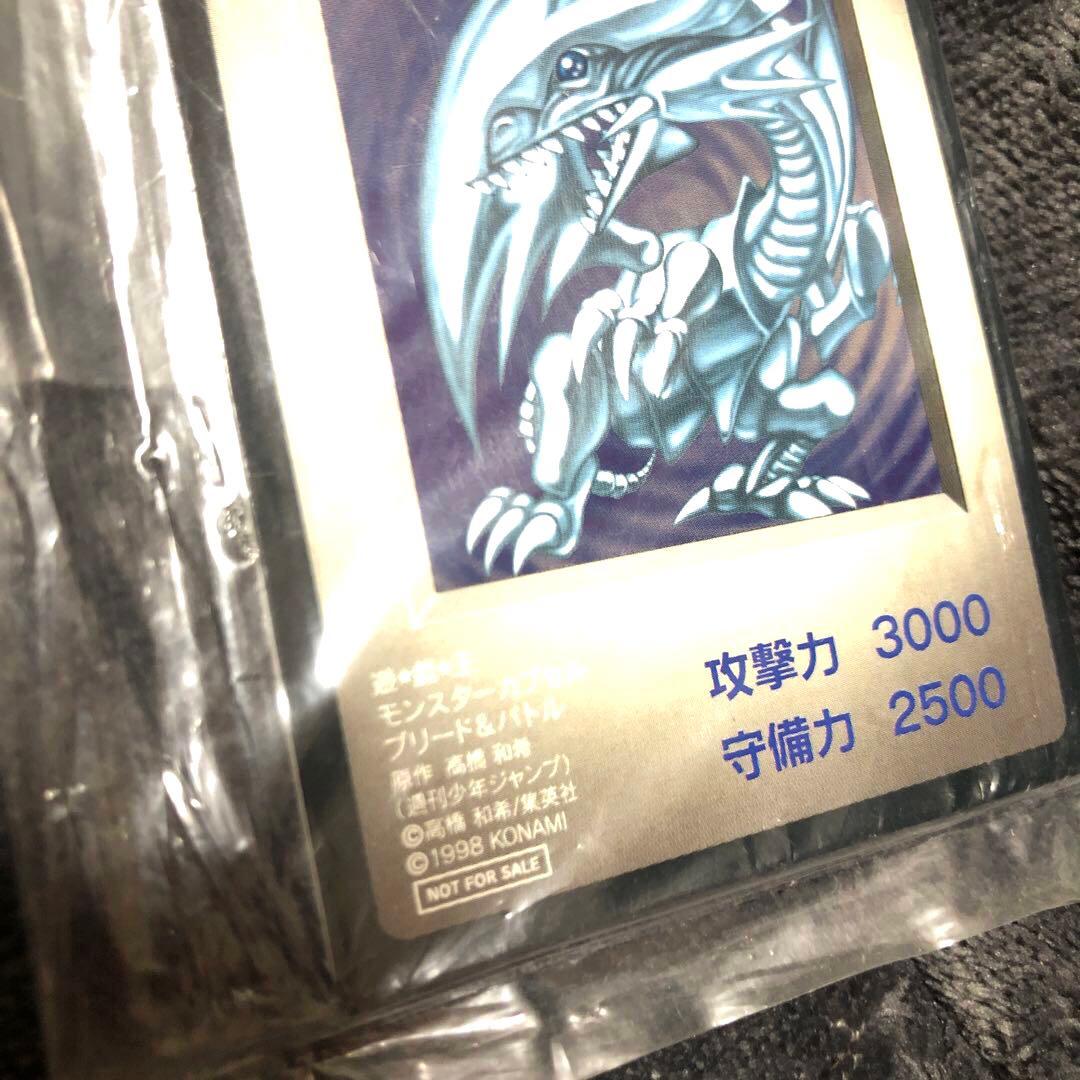 攻撃力 3000
守備力 2500
遊•戯•王
モンスターカプセル
ブリード&バトル
原作 高橋 和希
(週刊少年ジャンプ)
©高橋 和希/集英社
©1998 KONAMI
NOT FOR SALE